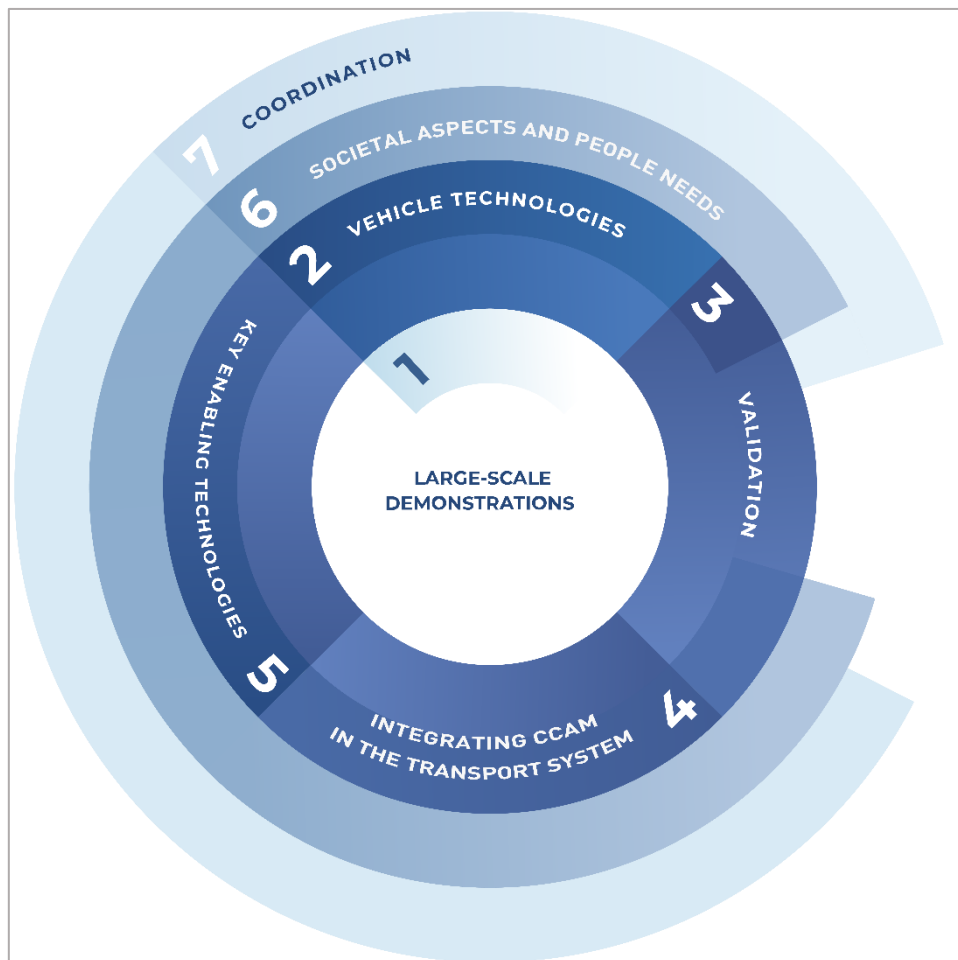 7 COORDINATION
6 SOCIETAL ASPECTS AND PEOPLE NEEDS
2 VEHICLE TECHNOLOGIES
3
VALIDATION
1
LARGE-SCALE
DEMONSTRATIONS
KEY ENABLING TECHNOLOGIES
5
4
INTEGRATING CCAM
IN THE TRANSPORT SYSTEM